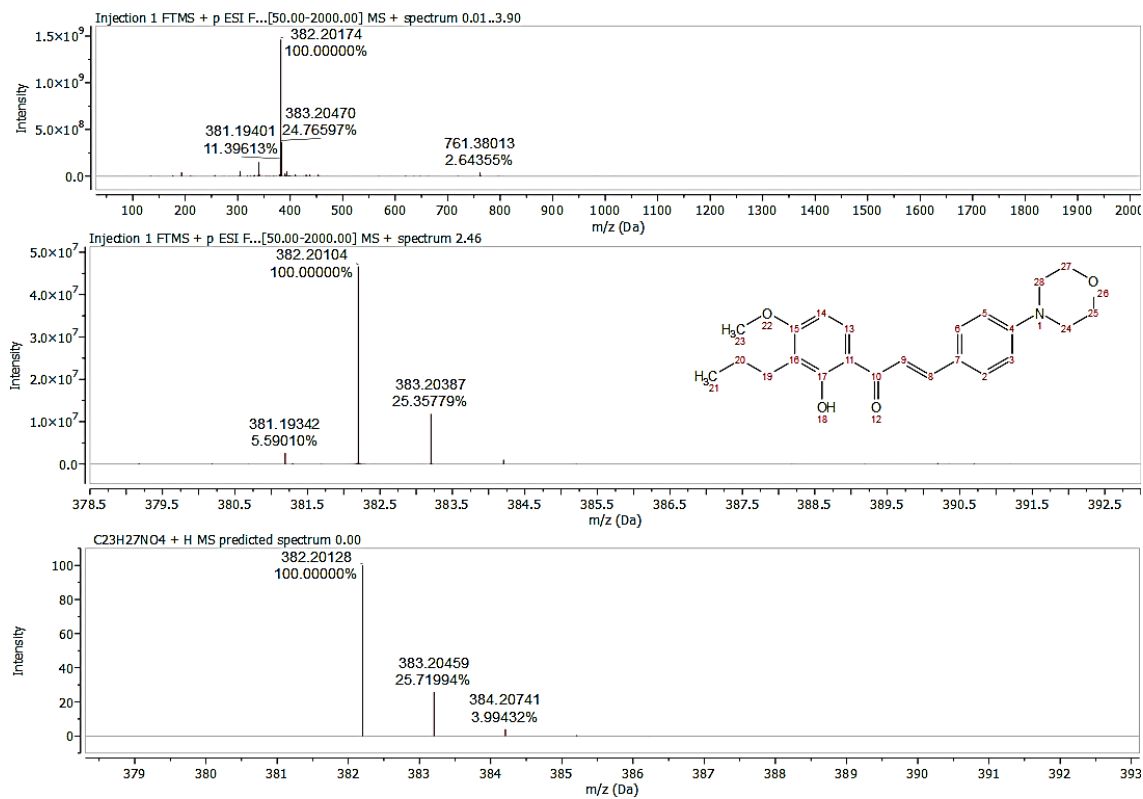 Injection 1 FTMS + p ESI F...[50.00-2000.00] MS + spectrum 0.01..3.90
Intensity
1.5×10⁹
1.0×10⁹
5.0×10⁸
0.0
382.20174
100.00000%
383.20470
24.76597%
381.19401
11.39613%
761.38013
2.64355%
100 200 300 400 500 600 700 800 900 1000 1100 1200 1300 1400 1500 1600 1700 1800 1900 2000
m/z (Da)
Injection 1 FTMS + p ESI F...[50.00-2000.00] MS + spectrum 2.46
Intensity
5.0×10⁷
4.0×10⁷
3.0×10⁷
2.0×10⁷
1.0×10⁷
0.0
382.20104
100.00000%
383.20387
25.35779%
381.19342
5.59010%
27
28 O
26
5 N 25
14 6 4 1 24
O 13
H₃C 22 15 9 7 3
23 20 16 11 10 8 2
H₃C 19 17
21 OH O
18 12
378.5 379.5 380.5 381.5 382.5 383.5 384.5 385.5 386.5 387.5 388.5 389.5 390.5 391.5 392.5
m/z (Da)
C23H27NO4 + H MS predicted spectrum 0.00
Intensity
100
80
60
40
20
0
382.20128
100.00000%
383.20459
25.71994%
384.20741
3.99432%
379 380 381 382 383 384 385 386 387 388 389 390 391 392 393
m/z (Da)